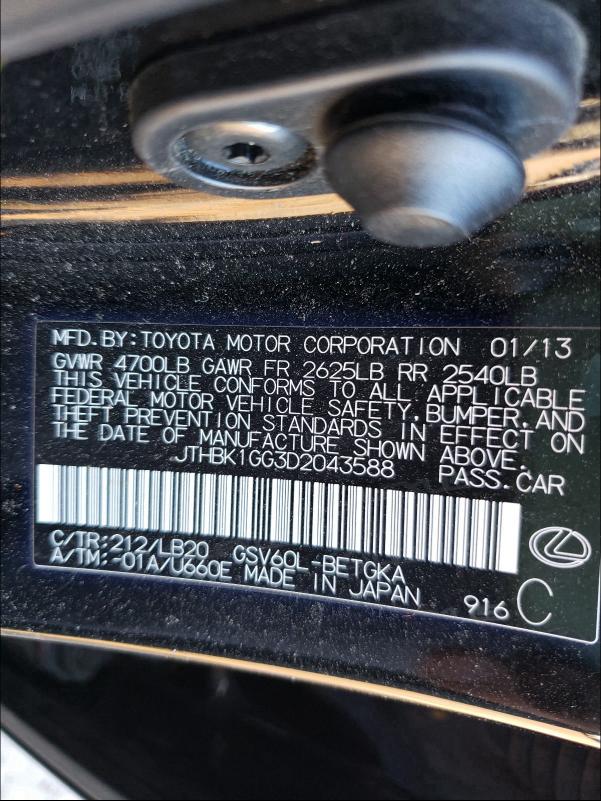 MFD.BY:TOYOTA MOTOR CORPORATION 01/13
GVWR 4700LB GAWR FR 2625LB RR 2540LB
THIS VEHICLE CONFORMS TO ALL APPLICABLE
FEDERAL MOTOR VEHICLE SAFETY,BUMPER,AND
THEFT PREVENTION STANDARDS IN EFFECT ON
THE DATE OF MANUFACTURE SHOWN ABOVE.
JTHBK1GG3D2043588 PASS.CAR
C/TR:212/LB20 GSV60L-BETGKA
A/TM:-01A/U660E MADE IN JAPAN 916 C